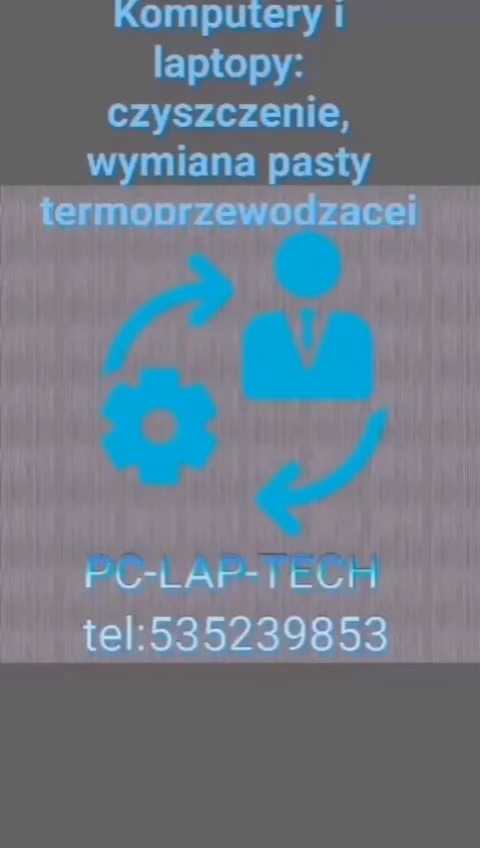 Komputery i
laptopy:
czyszczenie,
wymiana pasty
termoprzewodzacej
PC-LAP-TECH
tel:535239853